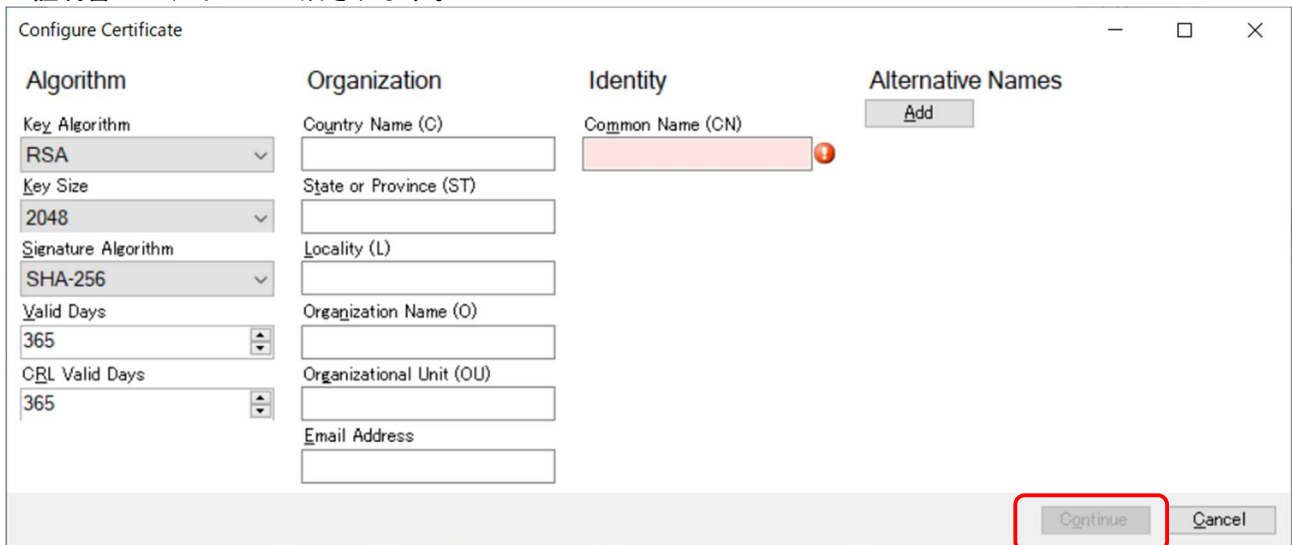 Configure Certificate
Algorithm
Key Algorithm
RSA
Key Size
2048
Signature Algorithm
SHA-256
Valid Days
365
CRL Valid Days
365
Organization
Country Name (C)
State or Province (ST)
Locality (L)
Organization Name (O)
Organizational Unit (OU)
Email Address
Identity
Common Name (CN)
Alternative Names
Add
Continue
Cancel